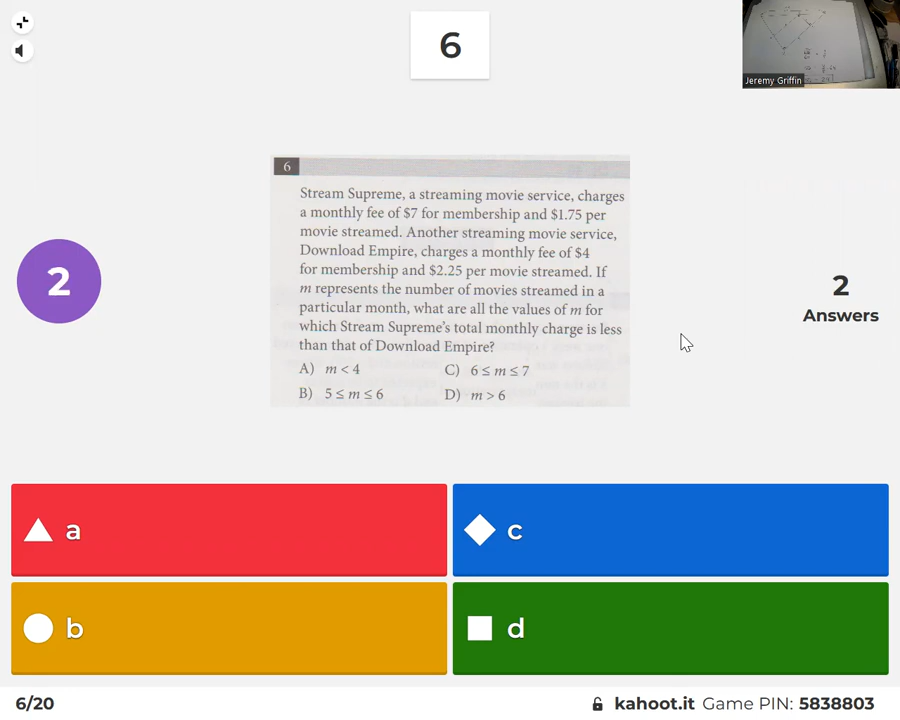 6
Jeremy Griffin
6
Stream Supreme, a streaming movie service, charges
a monthly fee of $7 for membership and $1.75 per
movie streamed. Another streaming movie service,
Download Empire, charges a monthly fee of $4
for membership and $2.25 per movie streamed. If
m represents the number of movies streamed in a
particular month, what are all the values of m for
which Stream Supreme's total monthly charge is less
than that of Download Empire?
A) m < 4
C) 6 ≤ m ≤ 7
B) 5 ≤ m ≤ 6
D) m > 6
2
2
Answers
a
c
b
d
6/20
kahoot.it Game PIN: 5838803